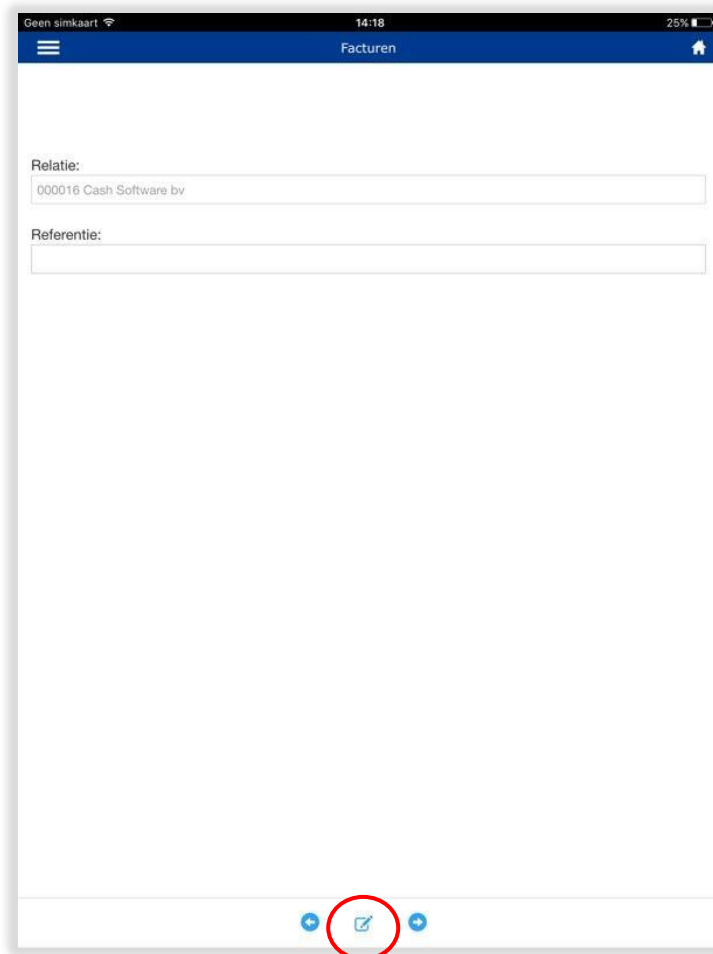 Geen simkaart 14:18 25%
Facturen
Relatie:
000016 Cash Software bv
Referentie: